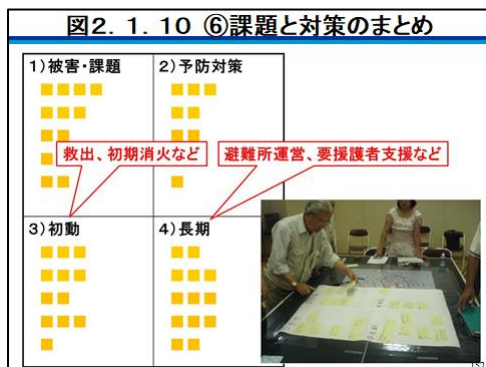 図2.1.10 ⑥課題と対策のまとめ
1)被害・課題
2)予防対策
救出、初期消火など
避難所運営、要援護者支援など
3)初動
4)長期
152